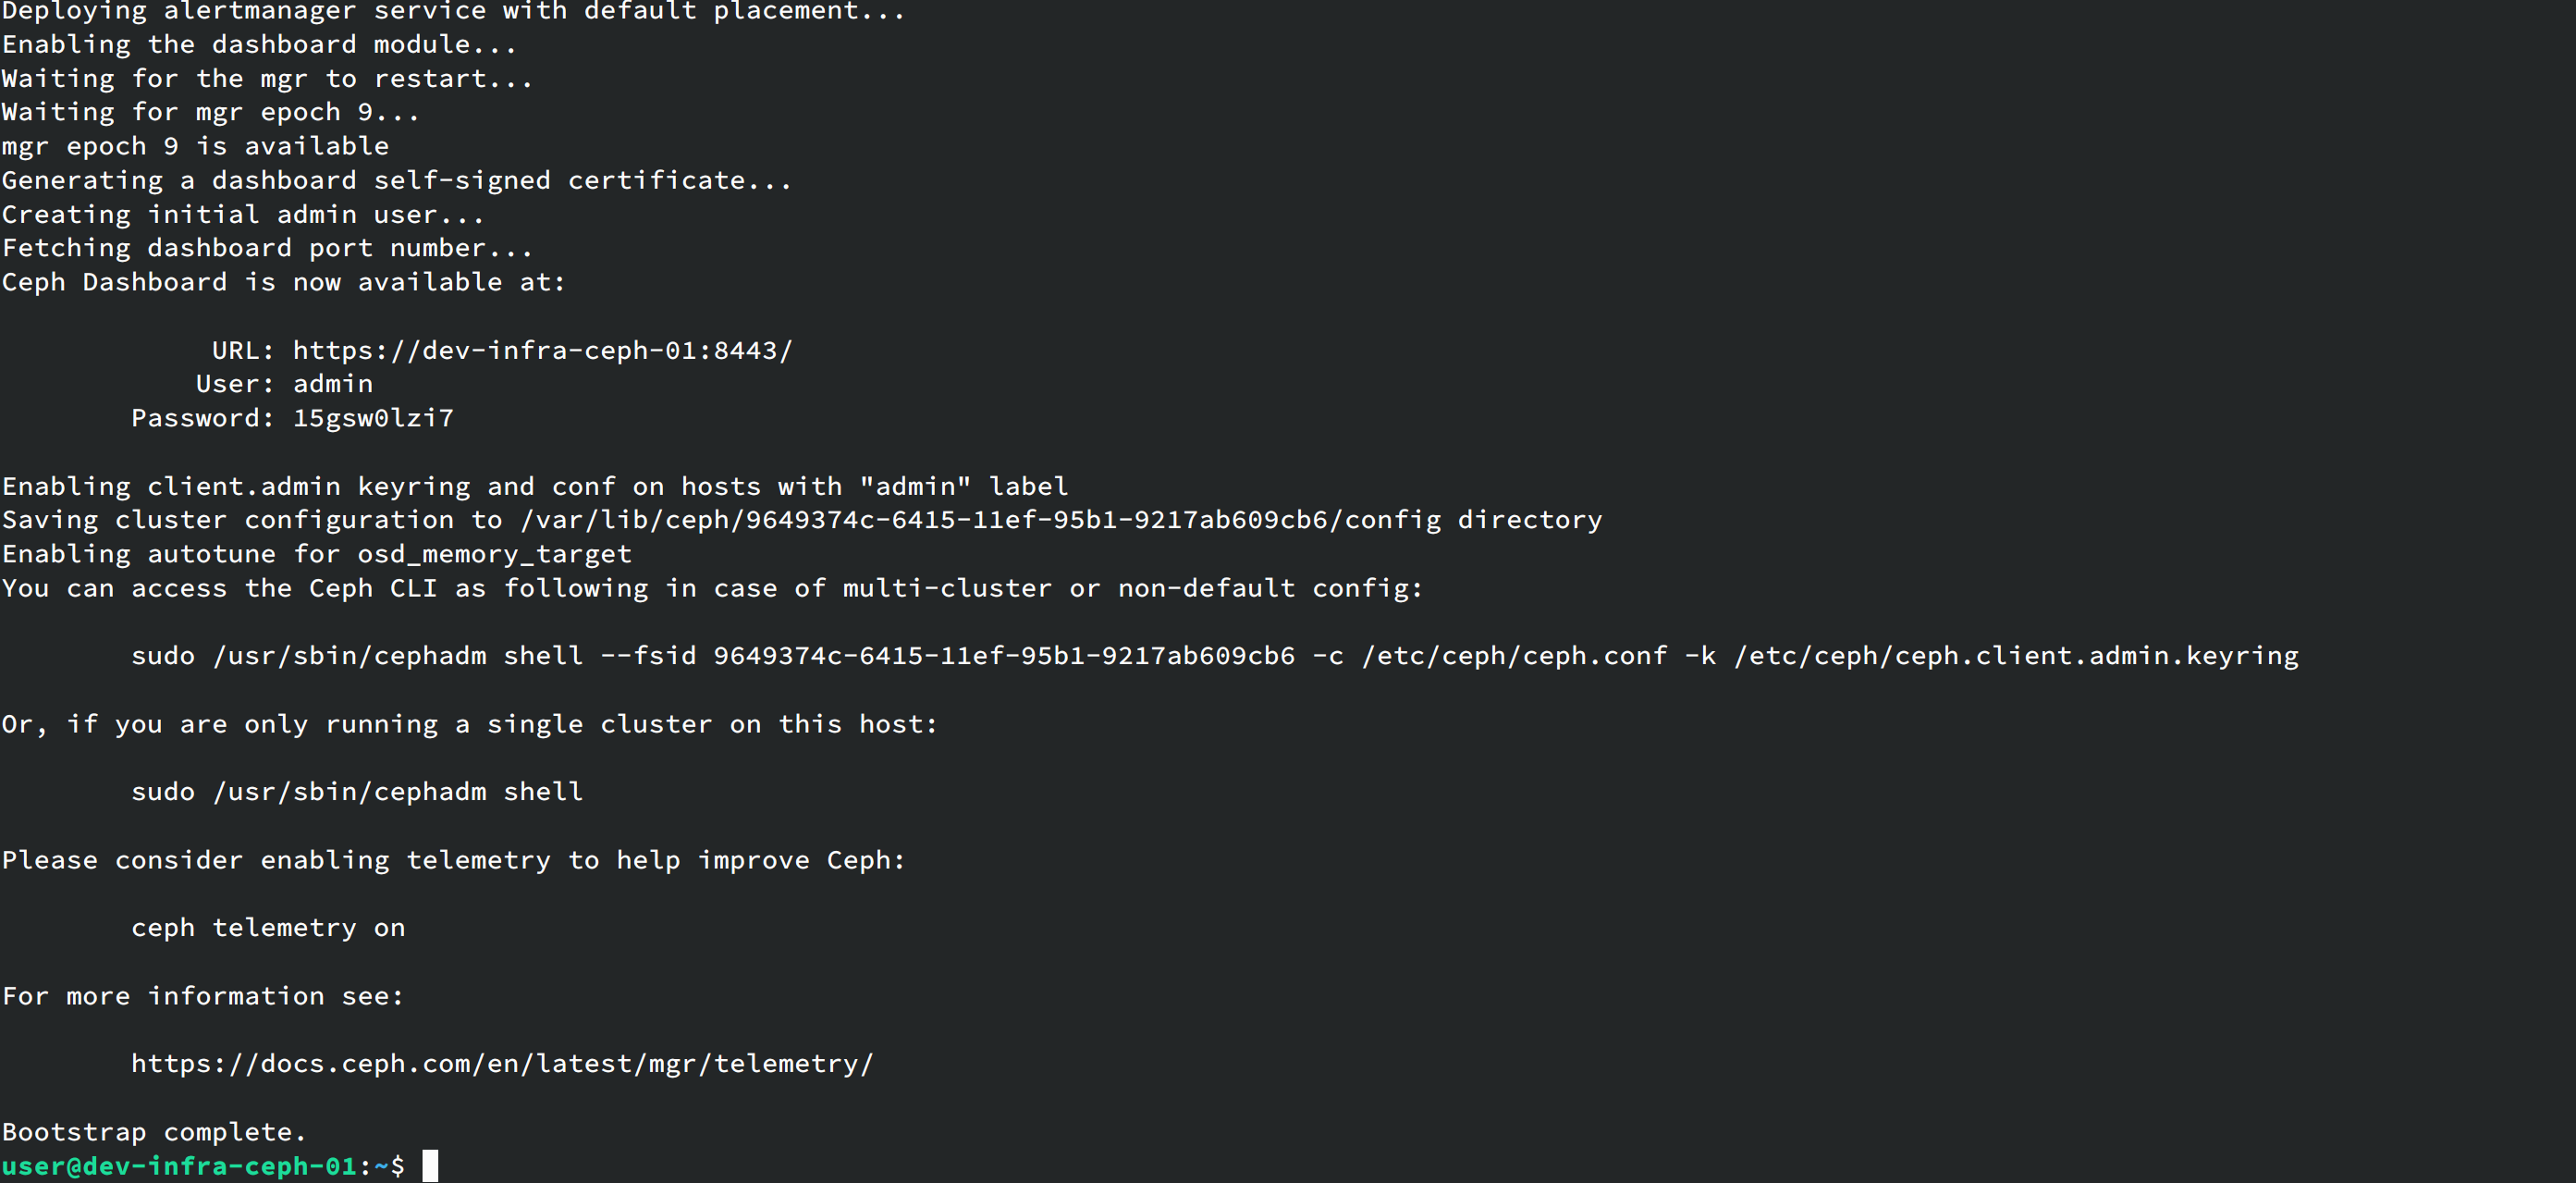 Deploying alertmanager service with default placement...
Enabling the dashboard module...
Waiting for the mgr to restart...
Waiting for mgr epoch 9...
mgr epoch 9 is available
Generating a dashboard self-signed certificate...
Creating initial admin user...
Fetching dashboard port number...
Ceph Dashboard is now available at:
URL: https://dev-infra-ceph-01:8443/
User: admin
Password: 15gsw0lzi7
Enabling client.admin keyring and conf on hosts with "admin" label
Saving cluster configuration to /var/lib/ceph/9649374c-6415-11ef-95b1-9217ab609cb6/config directory
Enabling autotune for osd_memory_target
You can access the Ceph CLI as following in case of multi-cluster or non-default config:
sudo /usr/sbin/cephadm shell --fsid 9649374c-6415-11ef-95b1-9217ab609cb6 -c /etc/ceph/ceph.conf -k /etc/ceph/ceph.client.admin.keyring
Or, if you are only running a single cluster on this host:
sudo /usr/sbin/cephadm shell
Please consider enabling telemetry to help improve Ceph:
ceph telemetry on
For more information see:
https://docs.ceph.com/en/latest/mgr/telemetry/
Bootstrap complete.
user@dev-infra-ceph-01:~$